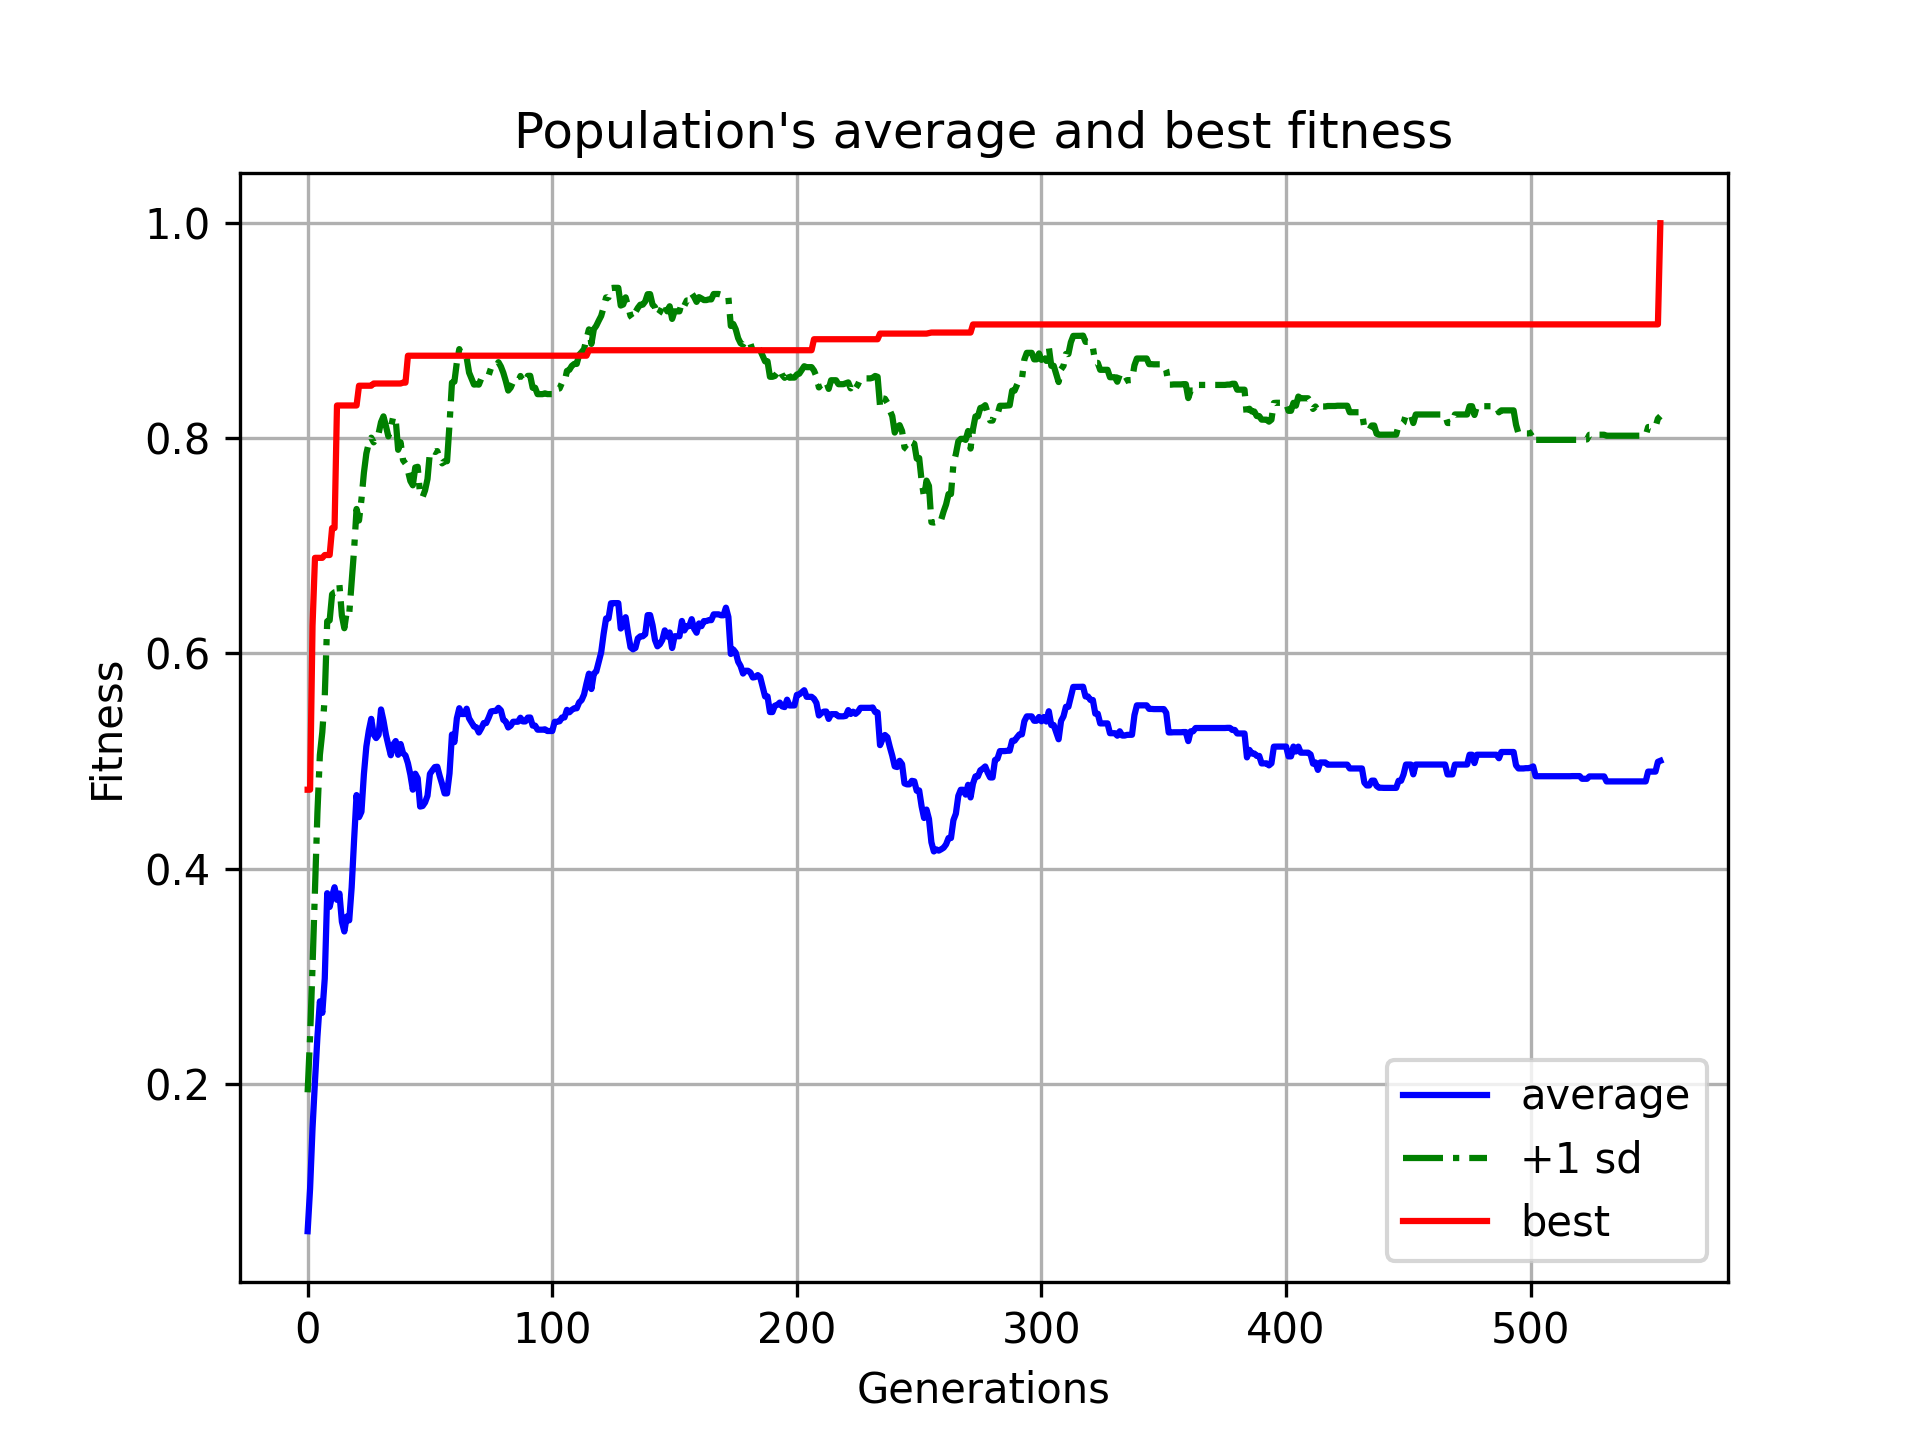 Population's average and best fitness
1.0
0.8
0.6
0.4
0.2
Fitness
0
100
200
300
400
500
Generations
average
+1 sd
best